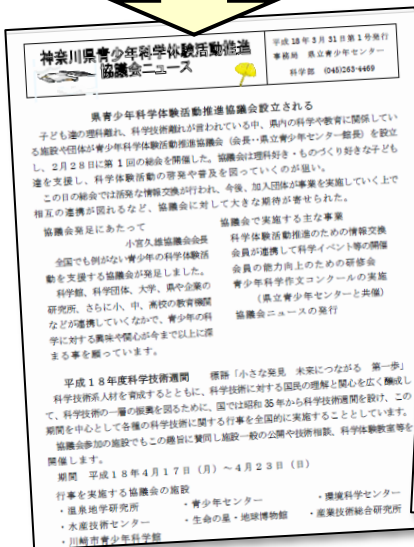 神奈川県青少年科学体験活動推進
協議会ニュース
平成18年3月31日第1号発行
事務局 県立青少年センター
科学部 (045)263-4469
県青少年科学体験活動推進協議会設立される
子ども達の理科離れ、科学技術離れが言われている中、県内の科学や教育に関係してい
る施設や団体が青少年科学体験活動推進協議会（会長・県立青少年センター館長）を設立
し、2月28日に第1回の総会を開催した。協議会は理科好き・ものづくり好きな子ども
達を支援し、科学体験活動の啓発や普及を図っていくのが狙い。
この日の総会では活発な情報交換が行われ、今後、加入団体が事業を実施していく上で
相互の連携が図れるなど、協議会に対して大きな期待が寄せられた。
協議会発足にあたって
小宮久雄協議会会長
全国でも例がない青少年の科学体験活
動を支援する協議会が発足しました。
科学館、科学団体、大学、県や企業の
研究所、さらに小、中、高校の教育機関
などが連携していくなかで、青少年の科
学に対する興味や関心が今まで以上に深
まる事を願っています。
協議会で実施する主な事業
科学体験活動推進のための情報交換
会員が連携して科学イベント等の開催
会員の能力向上のための研修会
青少年科学作文コンクールの実施
（県立青少年センターと共催）
協議会ニュースの発行
平成18年度科学技術週間 標語「小さな発見 未来につながる 第一歩」
科学技術系人材を育成するとともに、科学技術に対する国民の理解と関心を広く醸成し
て、科学技術の一層の振興を図るために、国では昭和35年から科学技術週間を設け、この
期間を中心として各種の科学技術に関する行事を全国的に実施することとしています。
協議会参加の施設でもこの趣旨に賛同し施設一般の公開や技術相談、科学体験教室等を
開催します。
期間 平成18年4月17日（月）～4月23日（日）
行事を実施する協議会の施設
・温泉地学研究所 ・青少年センター ・環境科学センター
・水産技術センター ・生命の星・地球博物館 ・産業技術総合研究所
・川崎市青少年科学館